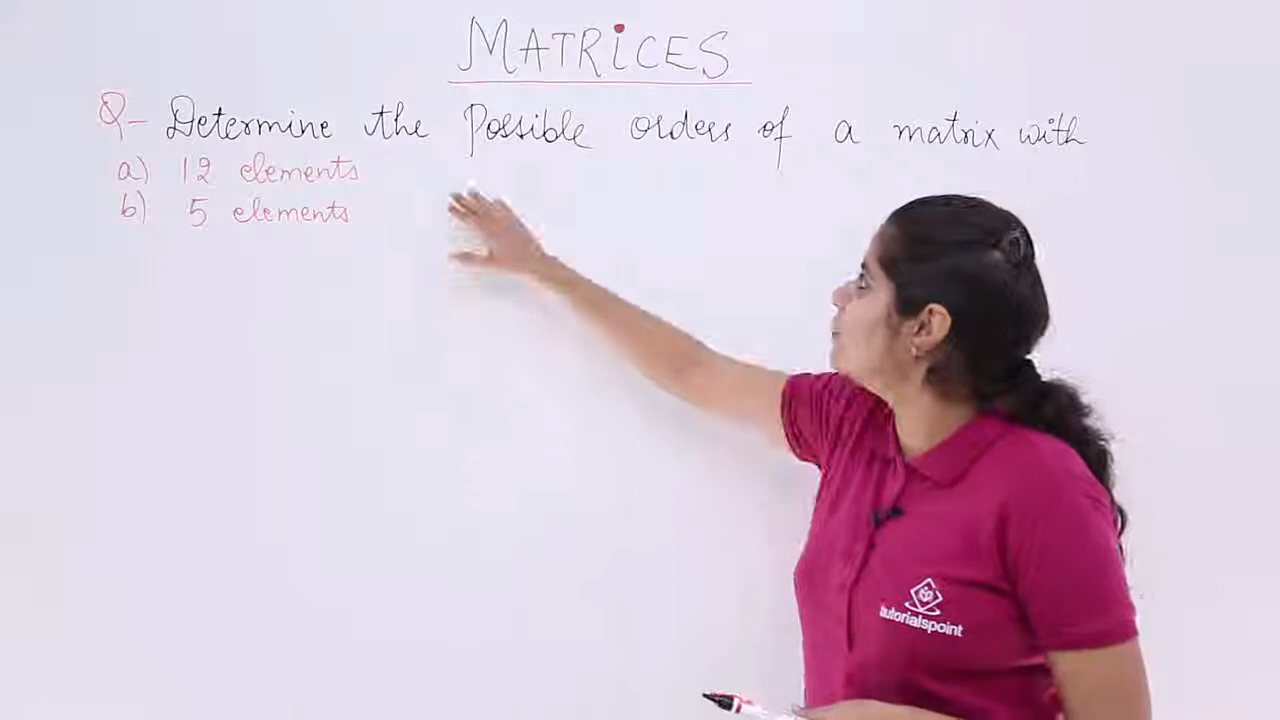 MATRiCES
Q- Determine the Possible orders of a matrix with
a) 12 elements
b) 5 elements
tutorialspoint